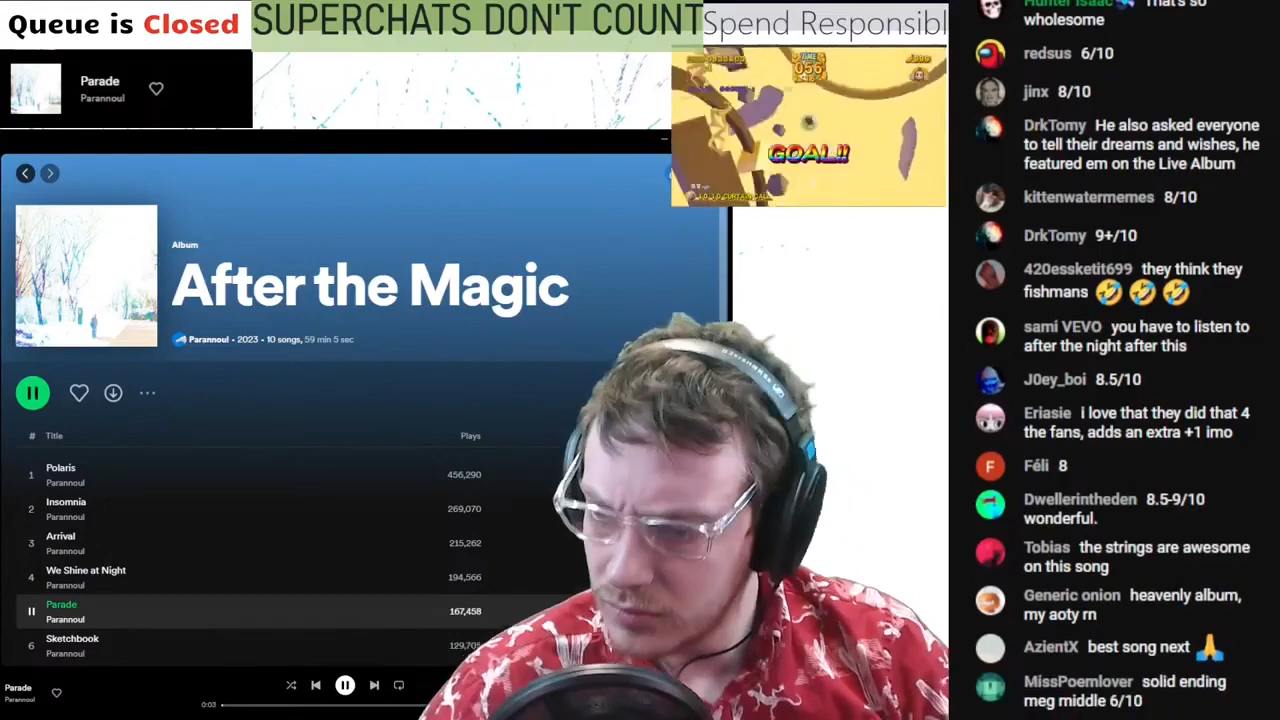 Queue is Closed
SUPERCHATS DON'T COUNT
Spend Responsibl
Parade
Parannoul
TIME
056
GOAL!!
Album
After the Magic
Parannoul • 2023 • 10 songs, 59 min 5 sec
# Title Plays
1 Polaris 456,290
Parannoul
2 Insomnia 269,070
Parannoul
3 Arrival 215,262
Parannoul
4 We Shine at Night 194,566
Parannoul
Parade 167,458
Parannoul
6 Sketchbook
Parannoul
Parade
Parannoul
0:03
Hunter Isaac That's so
wholesome
redsus 6/10
jinx 8/10
DrkTomy He also asked everyone
to tell their dreams and wishes, he
featured em on the Live Album
kittenwatermemes 8/10
DrkTomy 9+/10
420essketit699 they think they
fishmans 🤣🤣🤣
sami VEVO you have to listen to
after the night after this
J0ey_boi 8.5/10
Eriasie i love that they did that 4
the fans, adds an extra +1 imo
F
Féli 8
Dwellerintheden 8.5-9/10
wonderful.
Tobias the strings are awesome
on this song
Generic onion heavenly album,
my aoty rn
AzientX best song next 🙏
MissPoemlover solid ending
meg middle 6/10